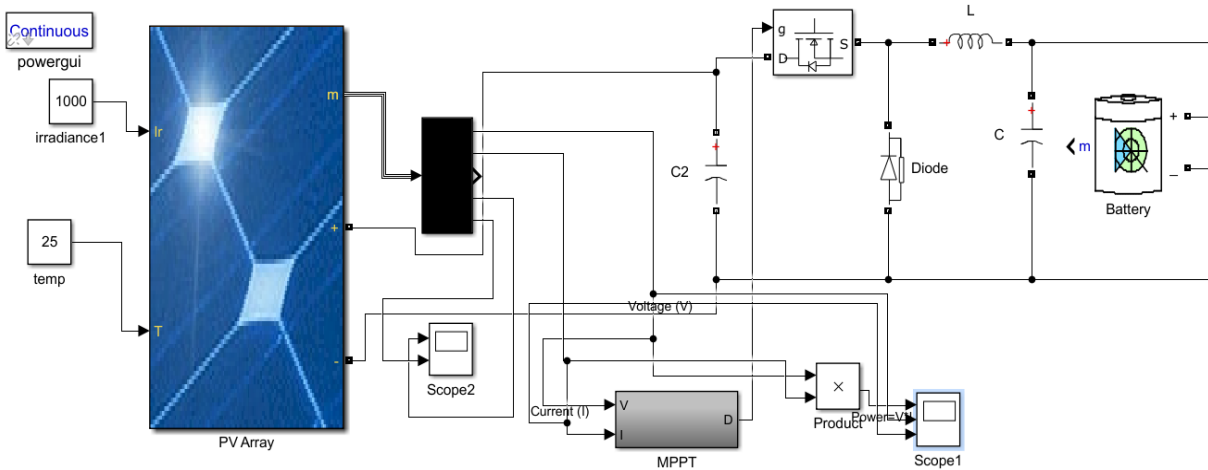 Continuous
powergui
1000
irradiance1
25
temp
Ir
T
m
+
-
PV Array
Scope2
C2
g
D
S
L
C
Diode
m
+
_
Battery
Voltage (V)
Current (I)
V
I
D
MPPT
×
Product
Power=V*I
Scope1